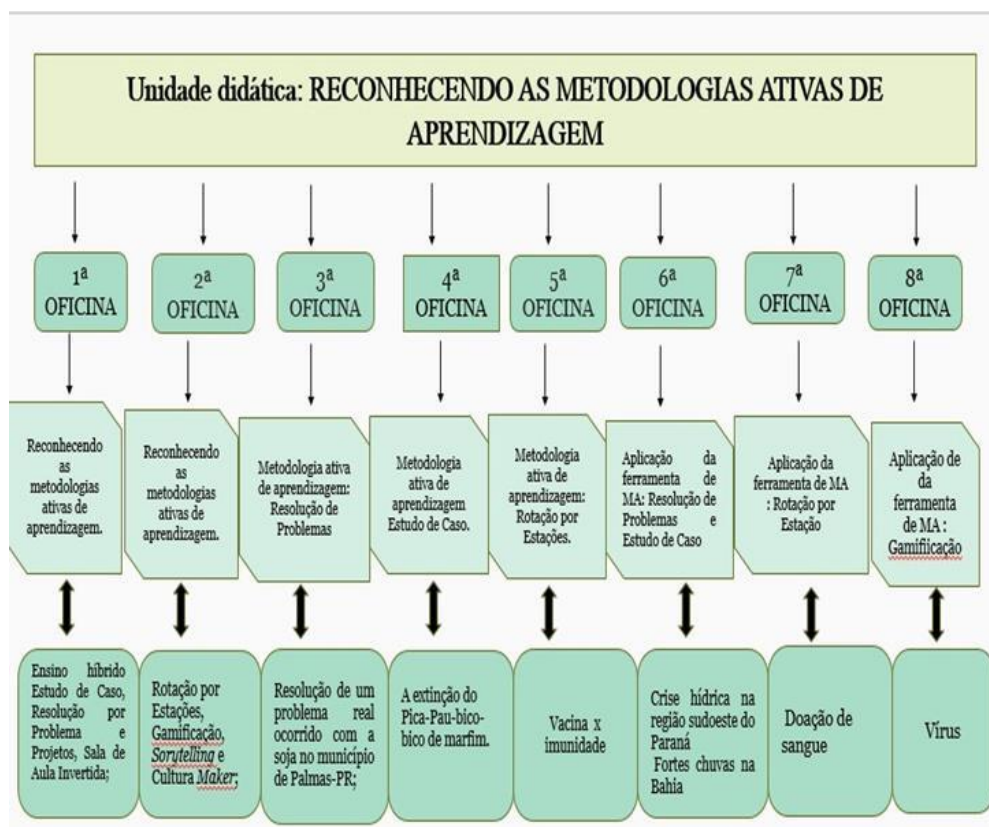 Unidade didática: RECONHECENDO AS METODOLOGIAS ATIVAS DE
APRENDIZAGEM
1ª
OFICINA
2ª
OFICINA
3ª
OFICINA
4ª
OFICINA
5ª
OFICINA
6ª
OFICINA
7ª
OFICINA
8ª
OFICINA
Reconhecendo
as
metodologias
ativas de
aprendizagem.
Reconhecendo
as
metodologias
ativas de
aprendizagem.
Metodologia ativa
de aprendizagem:
Resolução de
Problemas
Metodologia
ativa de
aprendizagem
Estudo de Caso.
Metodologia
ativa de
aprendizagem:
Rotação por
Estações.
Aplicação da
ferramenta de
MA: Resolução de
Problemas e
Estudo de Caso
Aplicação da
ferramenta de MA
: Rotação por
Estação
Aplicação de
da
ferramenta
de MA :
Gamifiicação
Ensino híbrido
Estudo de Caso,
Resolução por
Problema e
Projetos, Sala de
Aula Invertida;
Rotação por
Estações,
Gamificação,
Sorytelling e
Cultura Maker;
Resolução de um
problema real
ocorrido com a
soja no município
de Palmas-PR;
A extinção do
Pica-Pau-bico-
bico de marfim.
Vacina x
imunidade
Crise hídrica na
região sudoeste do
Paraná
Fortes chuvas na
Bahia
Doação de
sangue
Vírus